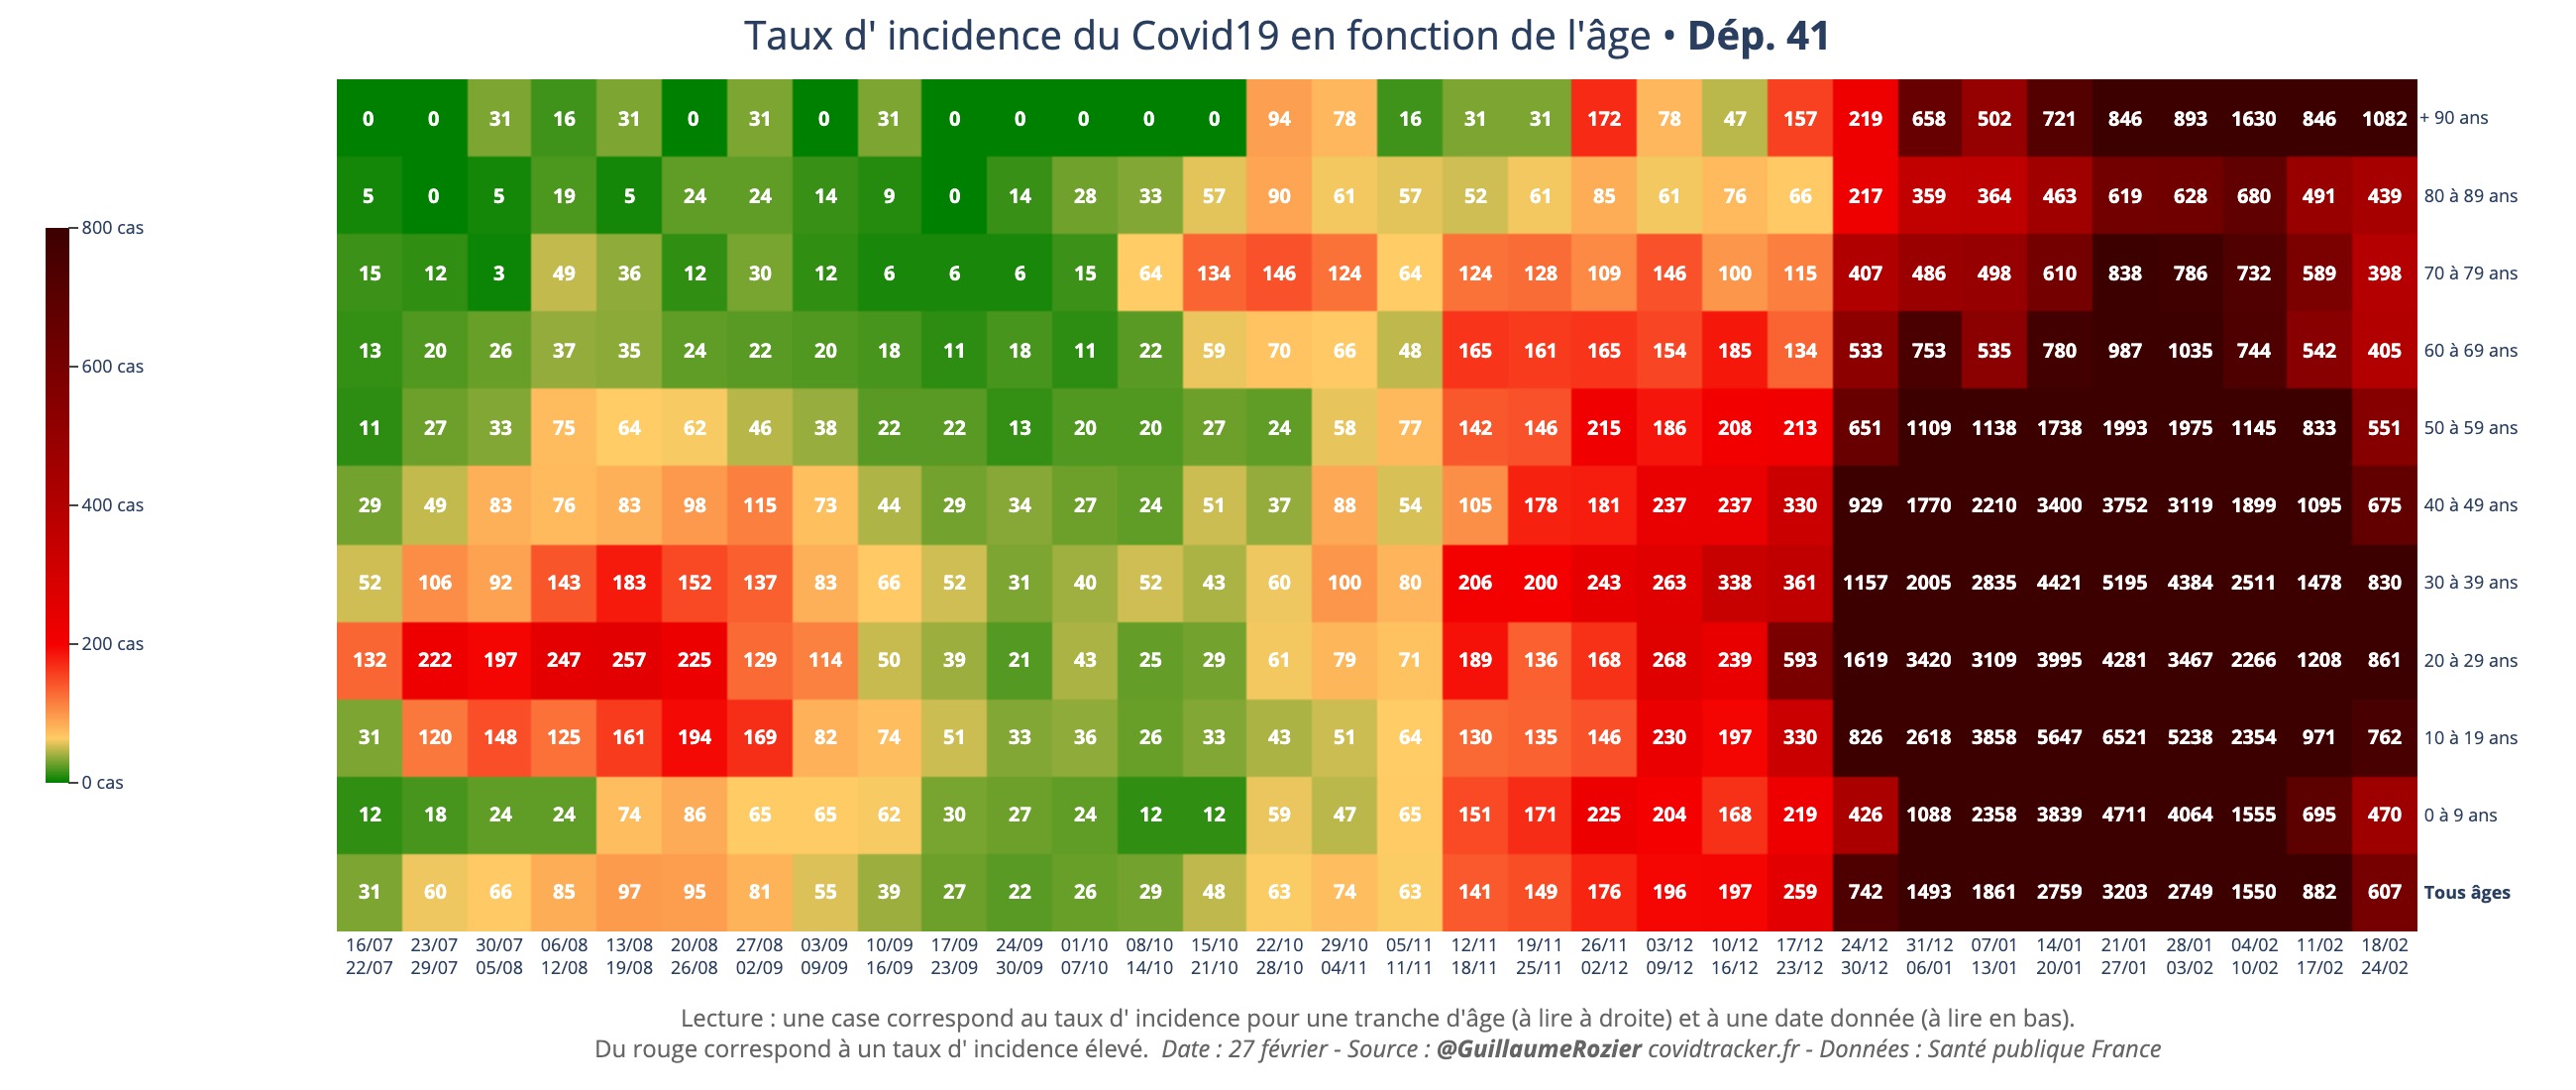 Taux d' incidence du Covid19 en fonction de l'âge • Dép. 41
800 cas
600 cas
400 cas
200 cas
0 cas
0 0 31 16 31 0 31 0 31 0 0 0 0 0 94 78 16 31 31 172 78 47 157 219 658 502 721 846 893 1630 846 1082 + 90 ans
5 0 5 19 5 24 24 14 9 0 14 28 33 57 90 61 57 52 61 85 61 76 66 217 359 364 463 619 628 680 491 439 80 à 89 ans
15 12 3 49 36 12 30 12 6 6 6 15 64 134 146 124 64 124 128 109 146 100 115 407 486 498 610 838 786 732 589 398 70 à 79 ans
13 20 26 37 35 24 22 20 18 11 18 11 22 59 70 66 48 165 161 165 154 185 134 533 753 535 780 987 1035 744 542 405 60 à 69 ans
11 27 33 75 64 62 46 38 22 22 13 20 20 27 24 58 77 142 146 215 186 208 213 651 1109 1138 1738 1993 1975 1145 833 551 50 à 59 ans
29 49 83 76 83 98 115 73 44 29 34 27 24 51 37 88 54 105 178 181 237 237 330 929 1770 2210 3400 3752 3119 1899 1095 675 40 à 49 ans
52 106 92 143 183 152 137 83 66 52 31 40 52 43 60 100 80 206 200 243 263 338 361 1157 2005 2835 4421 5195 4384 2511 1478 830 30 à 39 ans
132 222 197 247 257 225 129 114 50 39 21 43 25 29 61 79 71 189 136 168 268 239 593 1619 3420 3109 3995 4281 3467 2266 1208 861 20 à 29 ans
31 120 148 125 161 194 169 82 74 51 33 36 26 33 43 51 64 130 135 146 230 197 330 826 2618 3858 5647 6521 5238 2354 971 762 10 à 19 ans
12 18 24 24 74 86 65 65 62 30 27 24 12 12 59 47 65 151 171 225 204 168 219 426 1088 2358 3839 4711 4064 1555 695 470 0 à 9 ans
31 60 66 85 97 95 81 55 39 27 22 26 29 48 63 74 63 141 149 176 196 197 259 742 1493 1861 2759 3203 2749 1550 882 607 Tous âges
16/07 23/07 30/07 06/08 13/08 20/08 27/08 03/09 10/09 17/09 24/09 01/10 08/10 15/10 22/10 29/10 05/11 12/11 19/11 26/11 03/12 10/12 17/12 24/12 31/12 07/01 14/01 21/01 28/01 04/02 11/02 18/02
22/07 29/07 05/08 12/08 19/08 26/08 02/09 09/09 16/09 23/09 30/09 07/10 14/10 21/10 28/10 04/11 11/11 18/11 25/11 02/12 09/12 16/12 23/12 30/12 06/01 13/01 20/01 27/01 03/02 10/02 17/02 24/02
Lecture : une case correspond au taux d' incidence pour une tranche d'âge (à lire à droite) et à une date donnée (à lire en bas).
Du rouge correspond à un taux d' incidence élevé. Date : 27 février - Source : @GuillaumeRozier covidtracker.fr - Données : Santé publique France